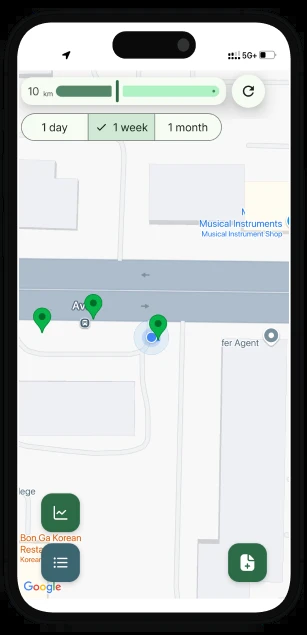 5G+
10 km
1 day
1 week
1 month
Musical Instruments
Musical Instrument Shop
Av
fer Agent
lege
Bon Ga Korean
Resta
Korean
Google